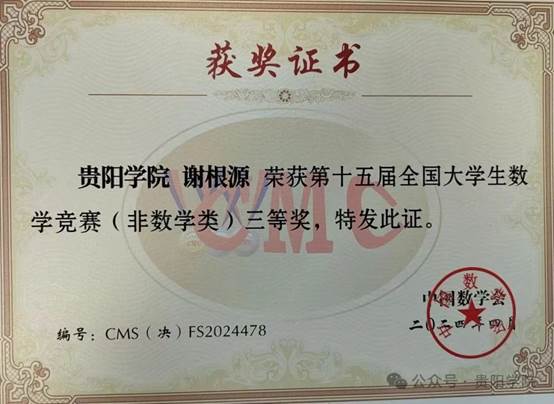 获奖证书
贵阳学院 谢根源 荣获第十五届全国大学生数
学竞赛（非数学类）三等奖，特发此证。
CMC
中国数学会
二〇二四年四月
编号：CMS（决）FS2024478
公众号·贵阳学院